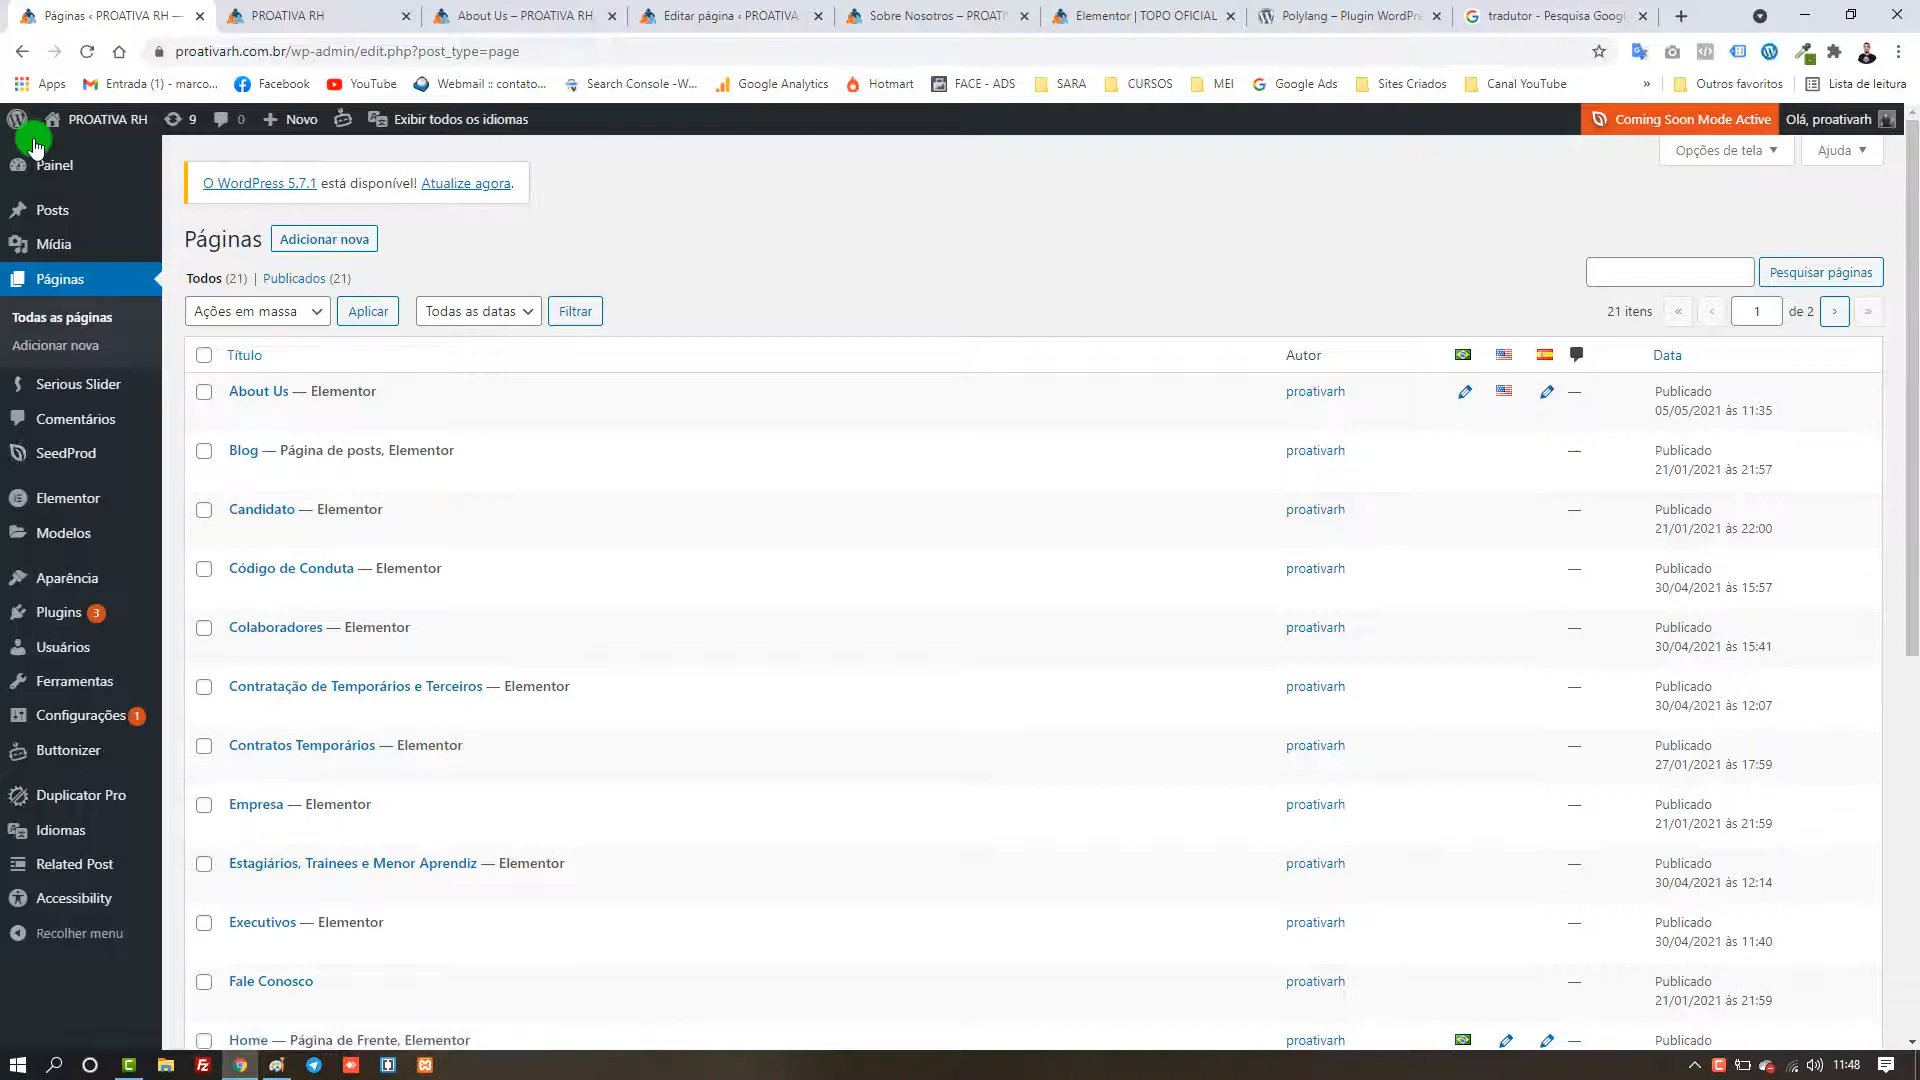 Páginas ‹ PROATIVA RH —
PROATIVA RH
About Us – PROATIVA RH
Editar página ‹ PROATIVA
Sobre Nosotros – PROATI
Elementor | TOPO OFICIAL
Polylang – Plugin WordPr
tradutor - Pesquisa Googl
proativarh.com.br/wp-admin/edit.php?post_type=page
Apps
Entrada (1) - marco...
Facebook
YouTube
Webmail :: contato...
Search Console - W...
Google Analytics
Hotmart
FACE - ADS
SARA
CURSOS
MEI
Google Ads
Sites Criados
Canal YouTube
»
Outros favoritos
Lista de leitura
PROATIVA RH
9
0
Novo
Exibir todos os idiomas
Coming Soon Mode Active
Olá, proativarh
Painel
Posts
Mídia
Páginas
Todas as páginas
Adicionar nova
Serious Slider
Comentários
SeedProd
Elementor
Modelos
Aparência
Plugins 3
Usuários
Ferramentas
Configurações 1
Buttonizer
Duplicator Pro
Idiomas
Related Post
Accessibility
Recolher menu
Opções de tela
Ajuda
O WordPress 5.7.1 está disponível! Atualize agora.
Páginas
Adicionar nova
Todos (21) | Publicados (21)
Pesquisar páginas
Ações em massa
Aplicar
Todas as datas
Filtrar
21 itens « ‹ 1 de 2 › »
Título
Autor
Data
About Us — Elementor
proativarh
—
Publicado
05/05/2021 às 11:35
Blog — Página de posts, Elementor
proativarh
—
Publicado
21/01/2021 às 21:57
Candidato — Elementor
proativarh
—
Publicado
21/01/2021 às 22:00
Código de Conduta — Elementor
proativarh
—
Publicado
30/04/2021 às 15:57
Colaboradores — Elementor
proativarh
—
Publicado
30/04/2021 às 15:41
Contratação de Temporários e Terceiros — Elementor
proativarh
—
Publicado
30/04/2021 às 12:07
Contratos Temporários — Elementor
proativarh
—
Publicado
27/01/2021 às 17:59
Empresa — Elementor
proativarh
—
Publicado
21/01/2021 às 21:59
Estagiários, Trainees e Menor Aprendiz — Elementor
proativarh
—
Publicado
30/04/2021 às 12:14
Executivos — Elementor
proativarh
—
Publicado
30/04/2021 às 11:40
Fale Conosco
proativarh
—
Publicado
21/01/2021 às 21:59
Home — Página de Frente, Elementor
proativarh
—
Publicado
11:48